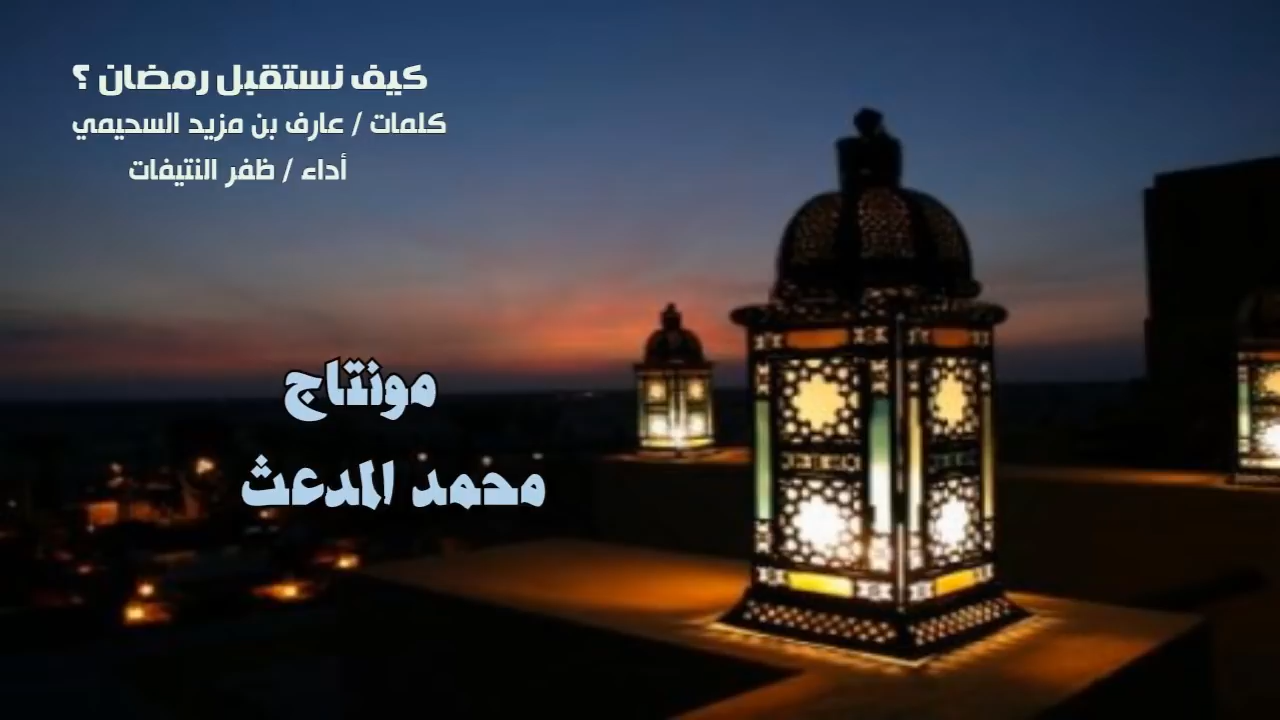 كيف نستقبل رمضان ؟
كلمات / عارف بن مزيد السحيمي
أداء / ظفر النتيفات
مونتاج
محمد المدعث